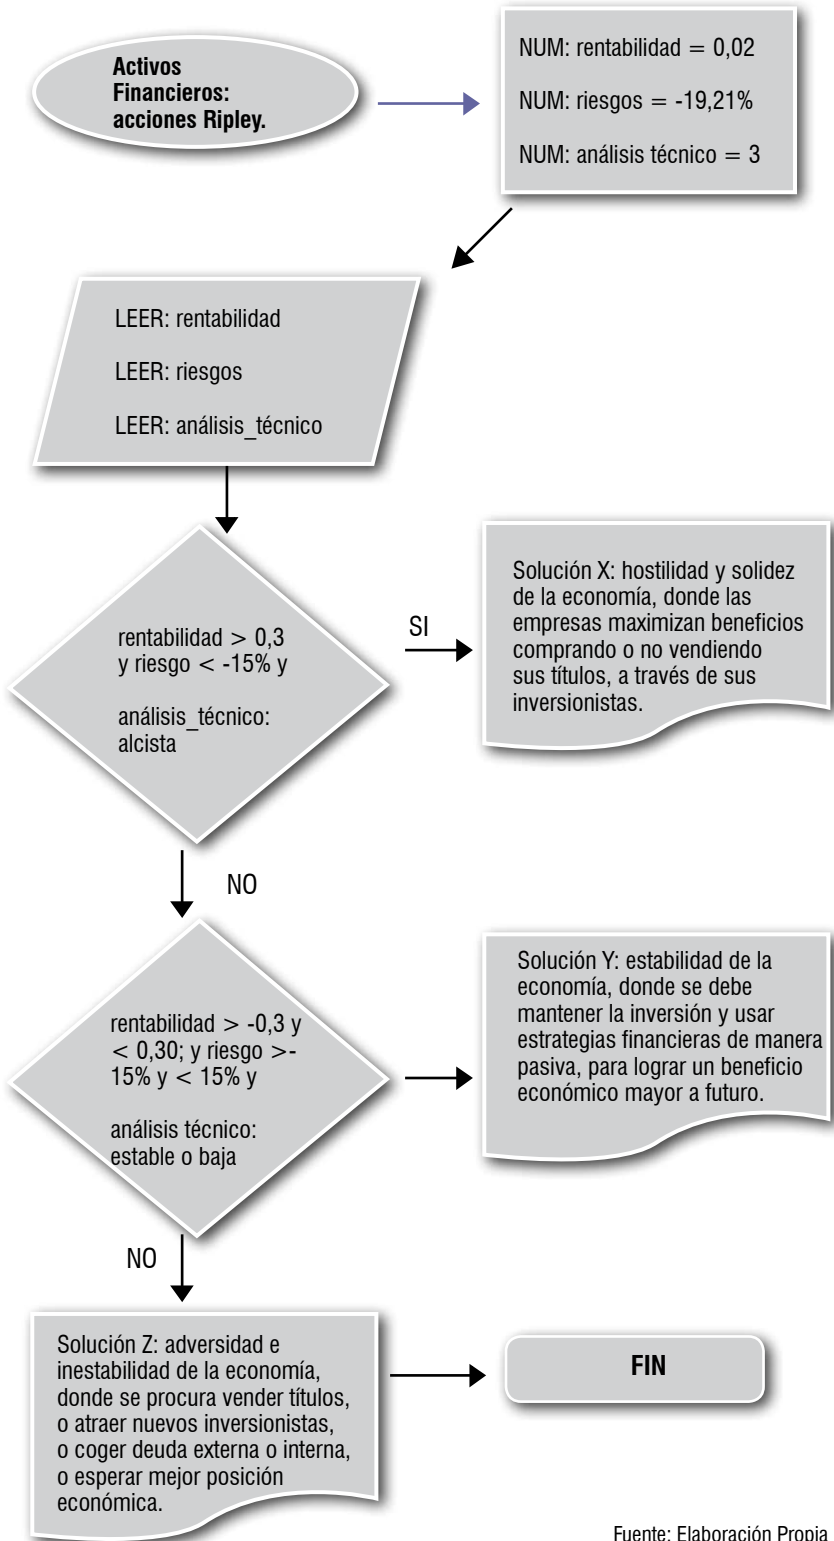 Activos
Financieros:
acciones Ripley.
NUM: rentabilidad = 0,02
NUM: riesgos = -19,21%
NUM: análisis técnico = 3
LEER: rentabilidad
LEER: riesgos
LEER: análisis_técnico
rentabilidad > 0,3
y riesgo < -15% y
análisis_técnico:
alcista
SI
Solución X: hostilidad y solidez
de la economía, donde las
empresas maximizan beneficios
comprando o no vendiendo
sus títulos, a través de sus
inversionistas.
NO
rentabilidad > -0,3 y
< 0,30; y riesgo >-
15% y < 15% y
análisis técnico:
estable o baja
Solución Y: estabilidad de la
economía, donde se debe
mantener la inversión y usar
estrategias financieras de manera
pasiva, para lograr un beneficio
económico mayor a futuro.
NO
Solución Z: adversidad e
inestabilidad de la economía,
donde se procura vender títulos,
o atraer nuevos inversionistas,
o coger deuda externa o interna,
o esperar mejor posición
económica.
FIN
Fuente: Elaboración Propia